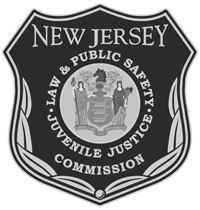 NEW JERSEY
LAW & PUBLIC SAFETY
JUVENILE JUSTICE
COMMISSION